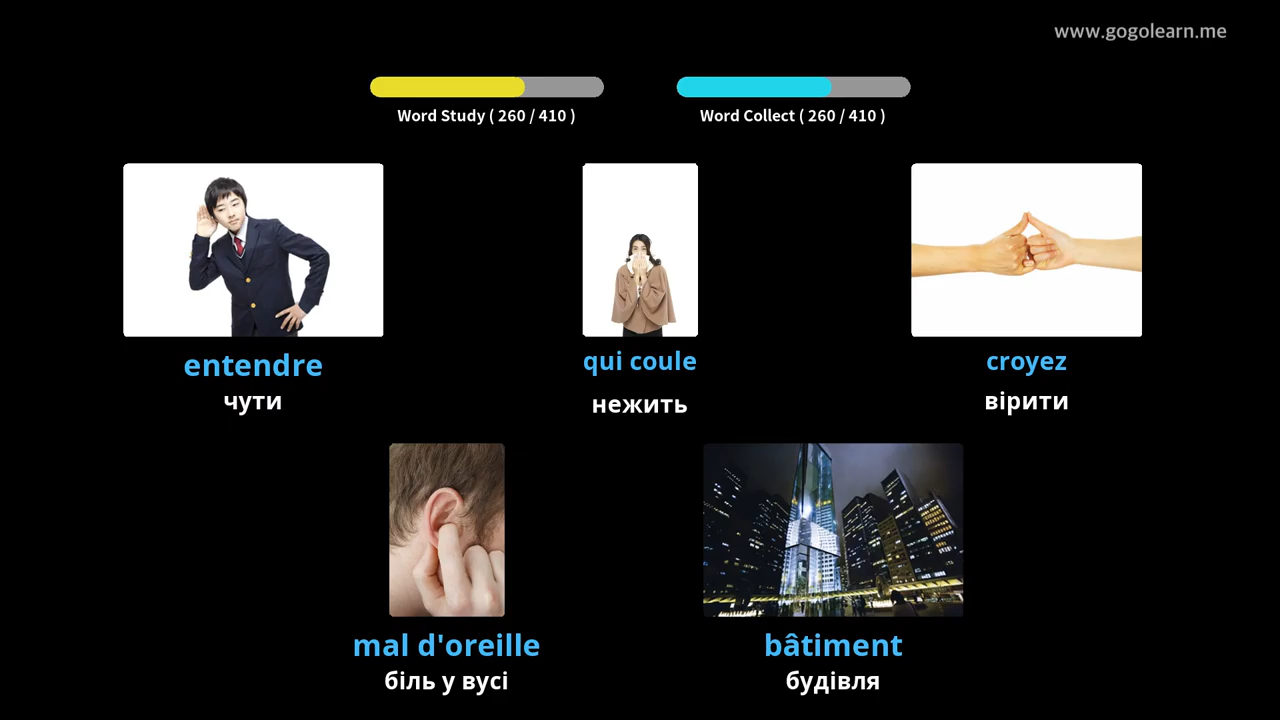 www.gogolearn.me
Word Study ( 260 / 410 )
Word Collect ( 260 / 410 )
entendre
чути
qui coule
нежить
croyez
вірити
mal d'oreille
біль у вусі
bâtiment
будівля